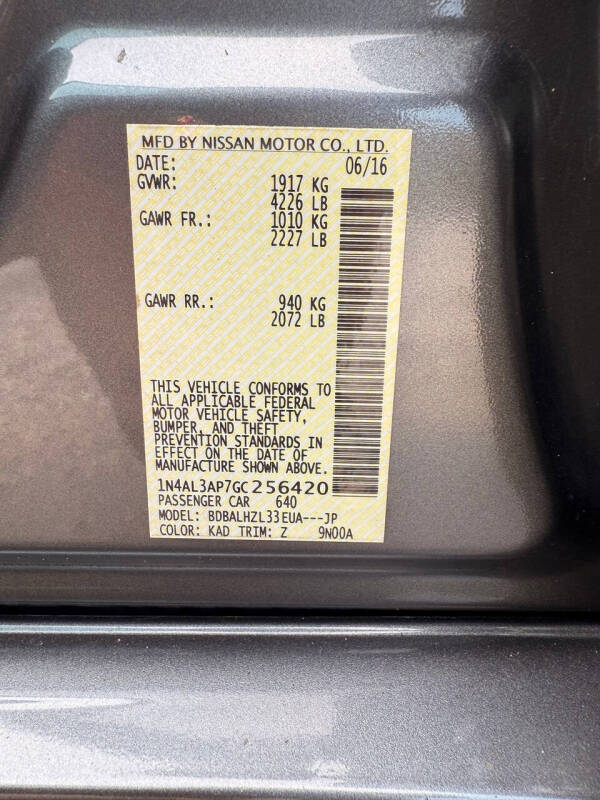 MFD BY NISSAN MOTOR CO., LTD.
DATE: 06/16
GVWR: 1917 KG
4226 LB
GAWR FR.: 1010 KG
2227 LB
GAWR RR.: 940 KG
2072 LB
THIS VEHICLE CONFORMS TO
ALL APPLICABLE FEDERAL
MOTOR VEHICLE SAFETY,
BUMPER, AND THEFT
PREVENTION STANDARDS IN
EFFECT ON THE DATE OF
MANUFACTURE SHOWN ABOVE.
1N4AL3AP7GC256420
PASSENGER CAR 640
MODEL: BDBALHZL33EUA---JP
COLOR: KAD TRIM: Z 9N00A